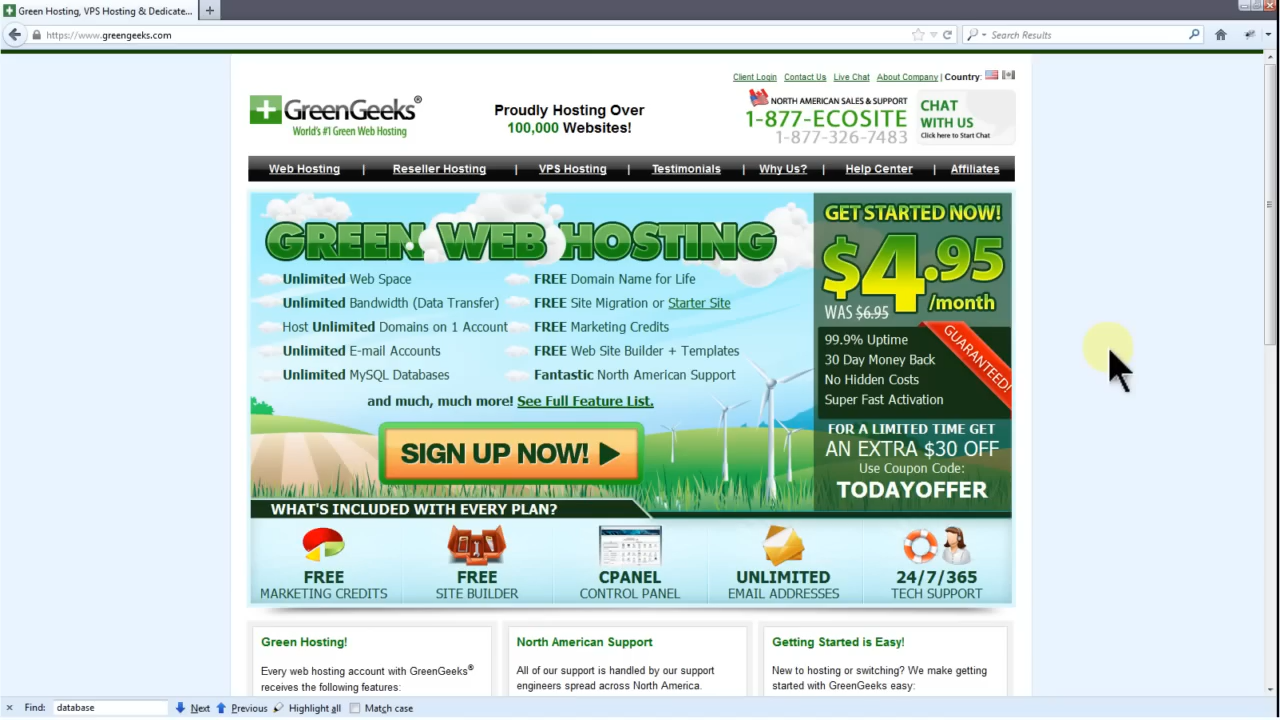 Green Hosting, VPS Hosting & Dedicate...
https://www.greengeeks.com
Search Results
Client Login Contact Us Live Chat About Company | Country:
GreenGeeks®
World's #1 Green Web Hosting
Proudly Hosting Over
100,000 Websites!
NORTH AMERICAN SALES & SUPPORT
1-877-ECOSITE
1-877-326-7483
CHAT
WITH US
Click here to Start Chat
Web Hosting | Reseller Hosting | VPS Hosting | Testimonials | Why Us? | Help Center | Affiliates
GREEN WEB HOSTING
Unlimited Web Space
Unlimited Bandwidth (Data Transfer)
Host Unlimited Domains on 1 Account
Unlimited E-mail Accounts
Unlimited MySQL Databases
FREE Domain Name for Life
FREE Site Migration or Starter Site
FREE Marketing Credits
FREE Web Site Builder + Templates
Fantastic North American Support
and much, much more! See Full Feature List.
SIGN UP NOW!
GET STARTED NOW!
$4.95
/month
WAS $6.95
99.9% Uptime
30 Day Money Back
No Hidden Costs
Super Fast Activation
GUARANTEED!
FOR A LIMITED TIME GET
AN EXTRA $30 OFF
Use Coupon Code:
TODAYOFFER
WHAT'S INCLUDED WITH EVERY PLAN?
FREE
MARKETING CREDITS
FREE
SITE BUILDER
CPANEL
CONTROL PANEL
UNLIMITED
EMAIL ADDRESSES
24/7/365
TECH SUPPORT
Green Hosting!
Every web hosting account with GreenGeeks®
receives the following features:
North American Support
All of our support is handled by our support
engineers spread across North America.
Getting Started is Easy!
New to hosting or switching? We make getting
started with GreenGeeks easy:
Find: database Next Previous Highlight all Match case